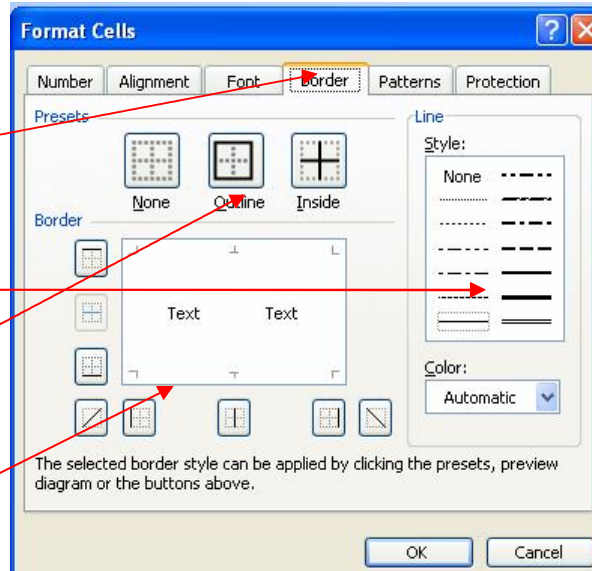 Format Cells
Number Alignment Font Border Patterns Protection
Presets
Line
Style:
None
None Outline Inside
Border
Text Text
Color:
Automatic
The selected border style can be applied by clicking the presets, preview
diagram or the buttons above.
OK Cancel